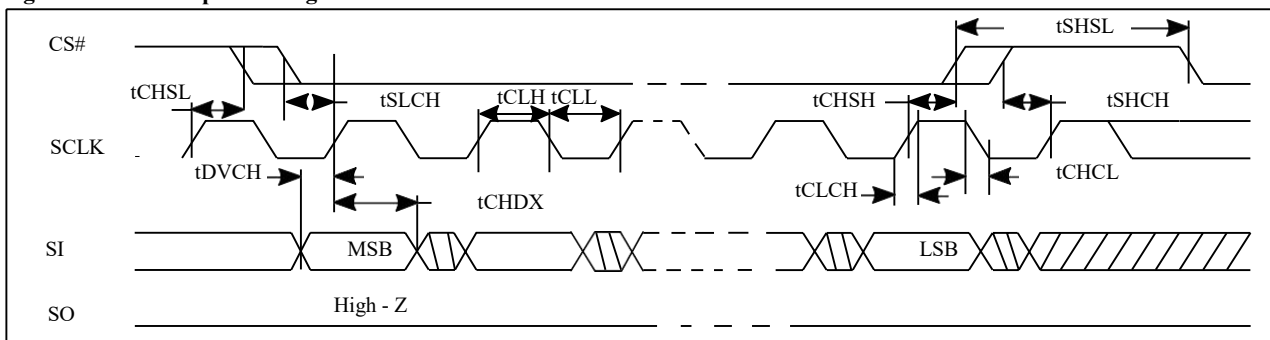 CS#
tSHSL
tCHSL
tSLCH
tCLH
tCLL
tCHSH
tSHCH
SCLK
tDVCH
tCHDX
tCLCH
tCHCL
SI
MSB
LSB
SO
High - Z